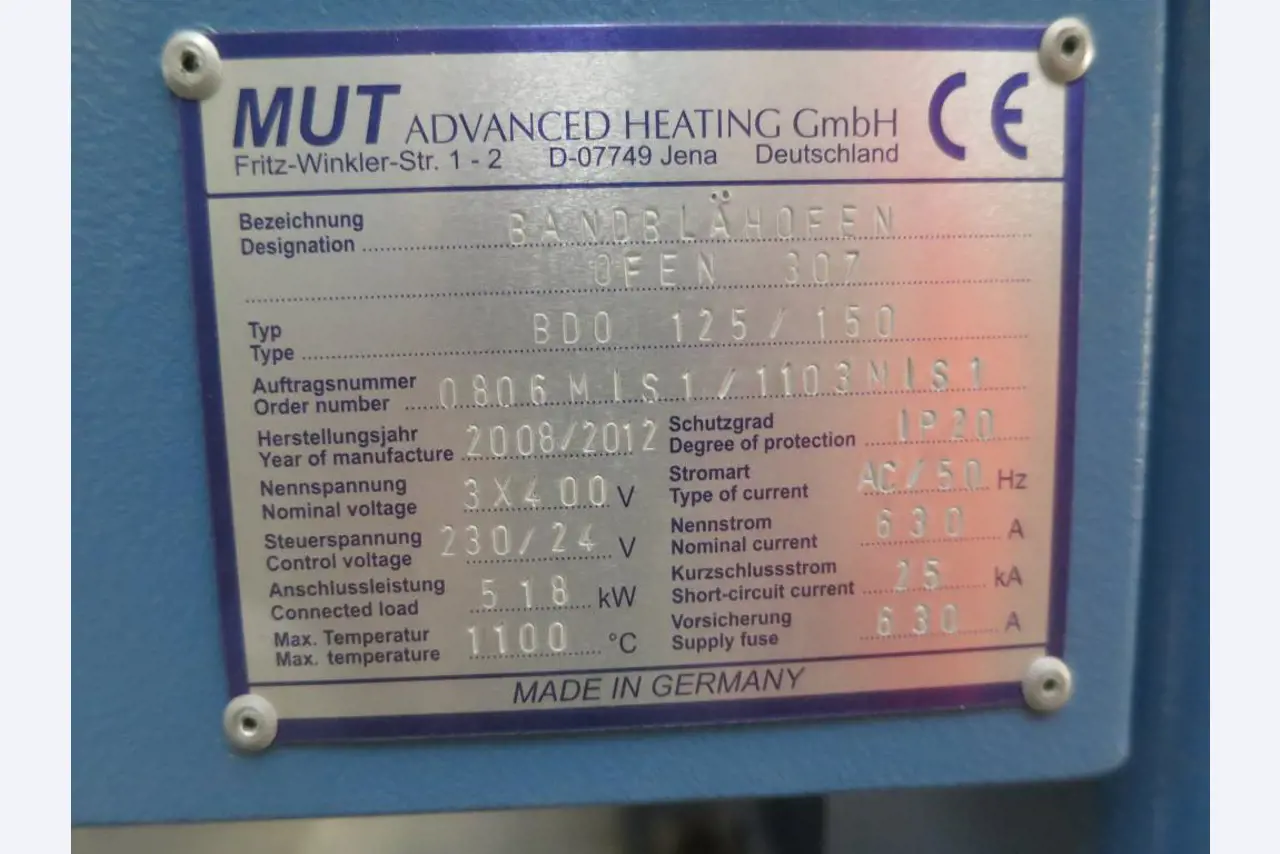 MUT ADVANCED HEATING GmbH CE
Fritz-Winkler-Str. 1 - 2 D-07749 Jena Deutschland
Bezeichnung
Designation BANDBLÄHOFEN
OFEN 307
Typ
Type BDO 125/150
Auftragsnummer
Order number 0806MIS1/1103MIS1
Herstellungsjahr
Year of manufacture 2008/2012
Schutzgrad
Degree of protection IP20
Nennspannung
Nominal voltage 3X400 V
Stromart
Type of current AC/50 Hz
Steuerspannung
Control voltage 230/24 V
Nennstrom
Nominal current 630 A
Anschlussleistung
Connected load 518 kW
Kurzschlussstrom
Short-circuit current 25 kA
Max. Temperatur
Max. temperature 1100 °C
Vorsicherung
Supply fuse 630 A
MADE IN GERMANY